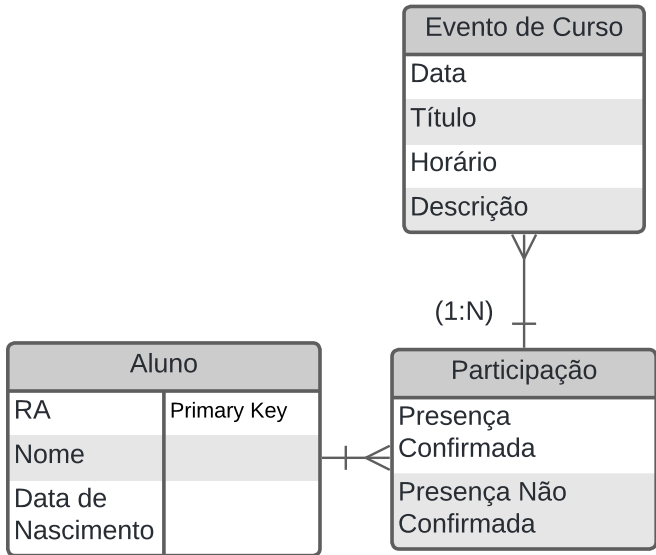 Evento de Curso
Data
Título
Horário
Descrição
(1:N)
Aluno
RA
Primary Key
Nome
Data de
Nascimento
Participação
Presença
Confirmada
Presença Não
Confirmada